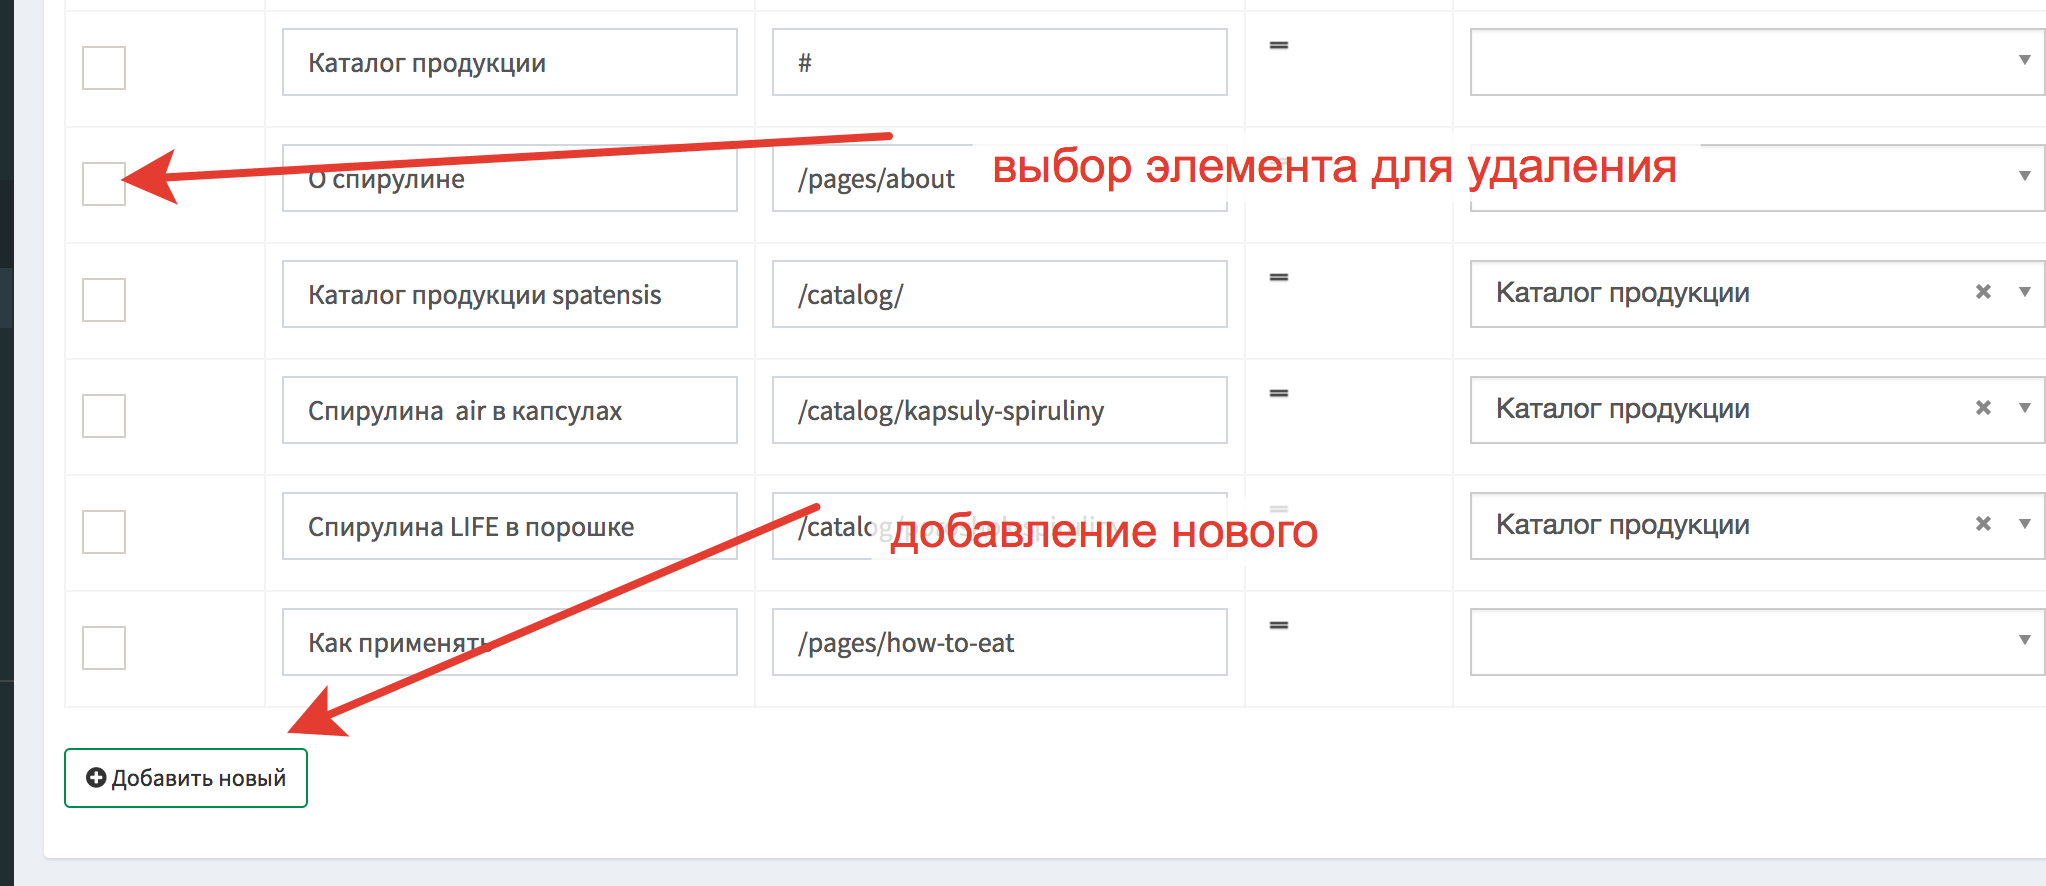 Каталог продукции # =
О спирулине /pages/about выбор элемента для удаления
Каталог продукции spatensis /catalog/ = Каталог продукции ×
Спирулина air в капсулах /catalog/kapsuly-spiruliny = Каталог продукции ×
Спирулина LIFE в порошке /catalog = Каталог продукции ×
добавление нового
Как применять /pages/how-to-eat =
Добавить новый